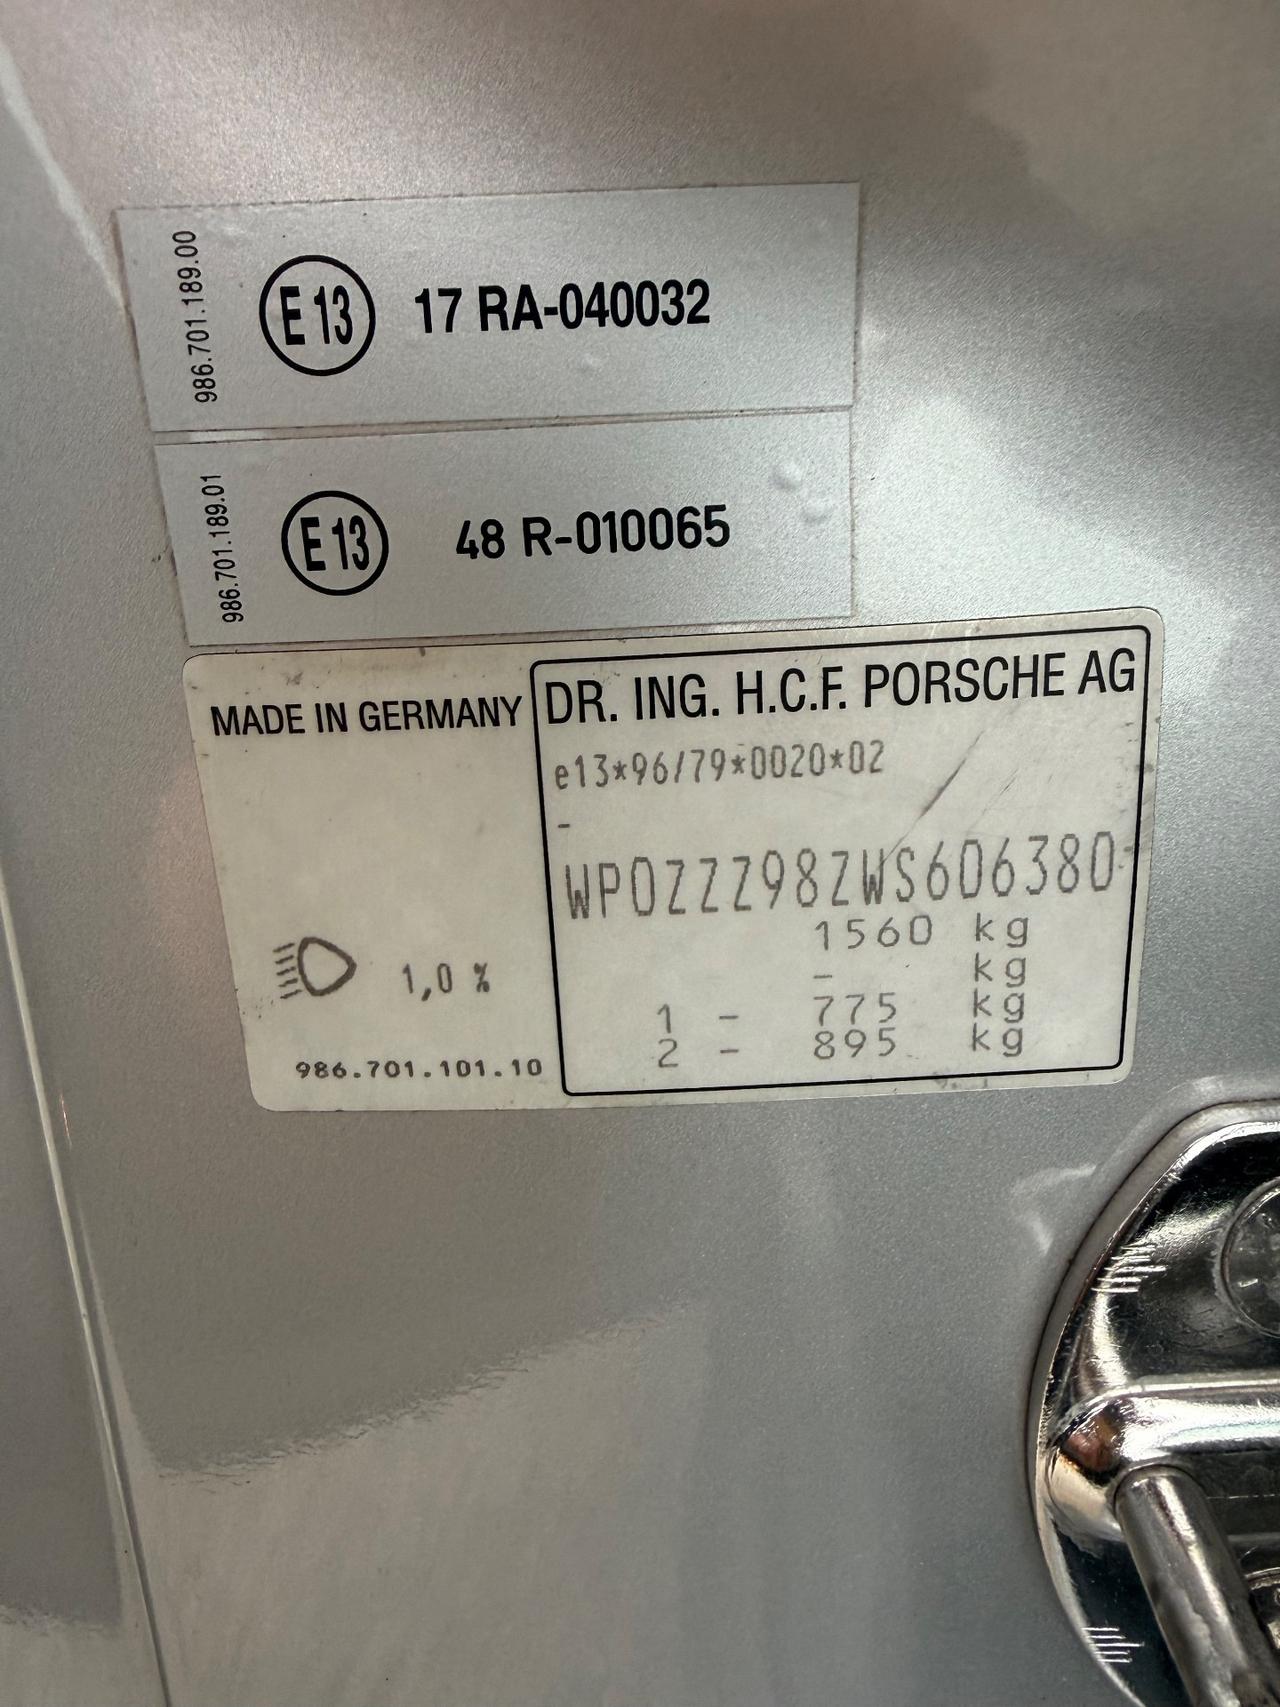 986.701.189.00
E 13 17 RA-040032
986.701.189.01
E 13 48 R-010065
MADE IN GERMANY
DR. ING. H.C.F. PORSCHE AG
e13*96/79*0020*02
-
WP0ZZZ98ZWS606380
1560 kg
- kg
1 - 775 kg
2 - 895 kg
1,0 %
986.701.101.10